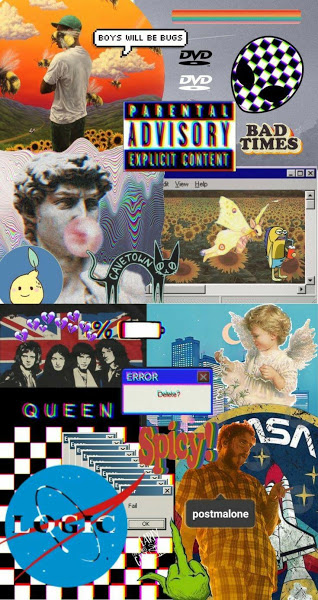 BOYS WILL BE BUGS
DVD
DVD
PARENTAL
ADVISORY
EXPLICIT CONTENT
BAD
TIMES
View Help
CAVETOWN
%
ERROR
Delete?
QUEEN
Spicy!
ASA
LOGIC
Fail
OK
postmalone